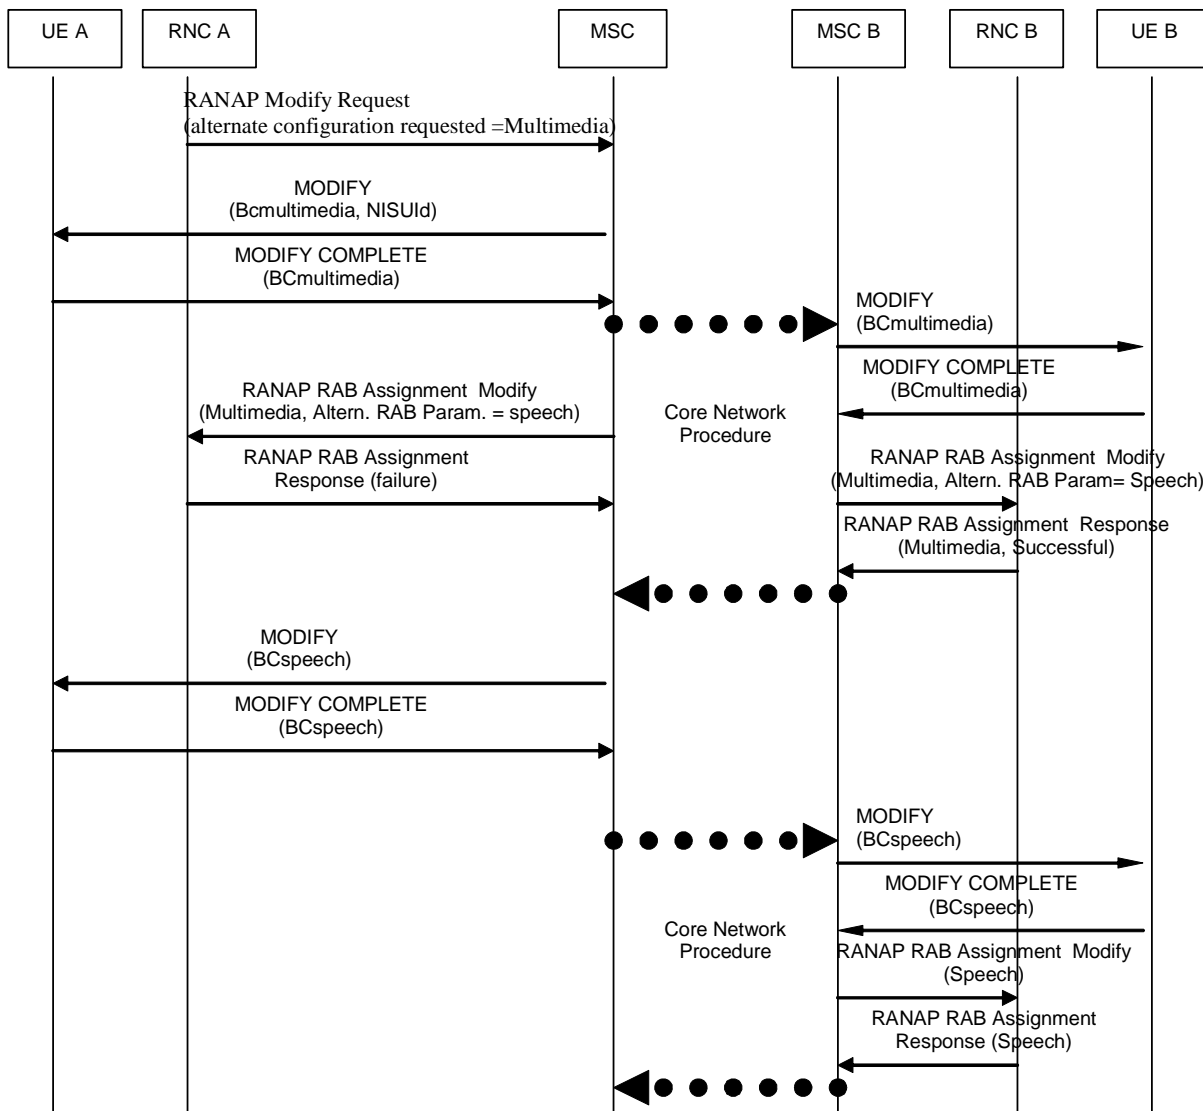 UE A
RNC A
MSC
MSC B
RNC B
UE B
RANAP Modify Request
(alternate configuration requested =Multimedia)
MODIFY
(Bcmultimedia, NISUId)
MODIFY COMPLETE
(BCmultimedia)
MODIFY
(BCmultimedia)
MODIFY COMPLETE
(BCmultimedia)
RANAP RAB Assignment Modify
(Multimedia, Altern. RAB Param. = speech)
Core Network
Procedure
RANAP RAB Assignment
Response (failure)
RANAP RAB Assignment Modify
(Multimedia, Altern. RAB Param= Speech)
RANAP RAB Assignment Response
(Multimedia, Successful)
MODIFY
(BCspeech)
MODIFY COMPLETE
(BCspeech)
MODIFY
(BCspeech)
MODIFY COMPLETE
(BCspeech)
Core Network
Procedure
RANAP RAB Assignment Modify
(Speech)
RANAP RAB Assignment
Response (Speech)